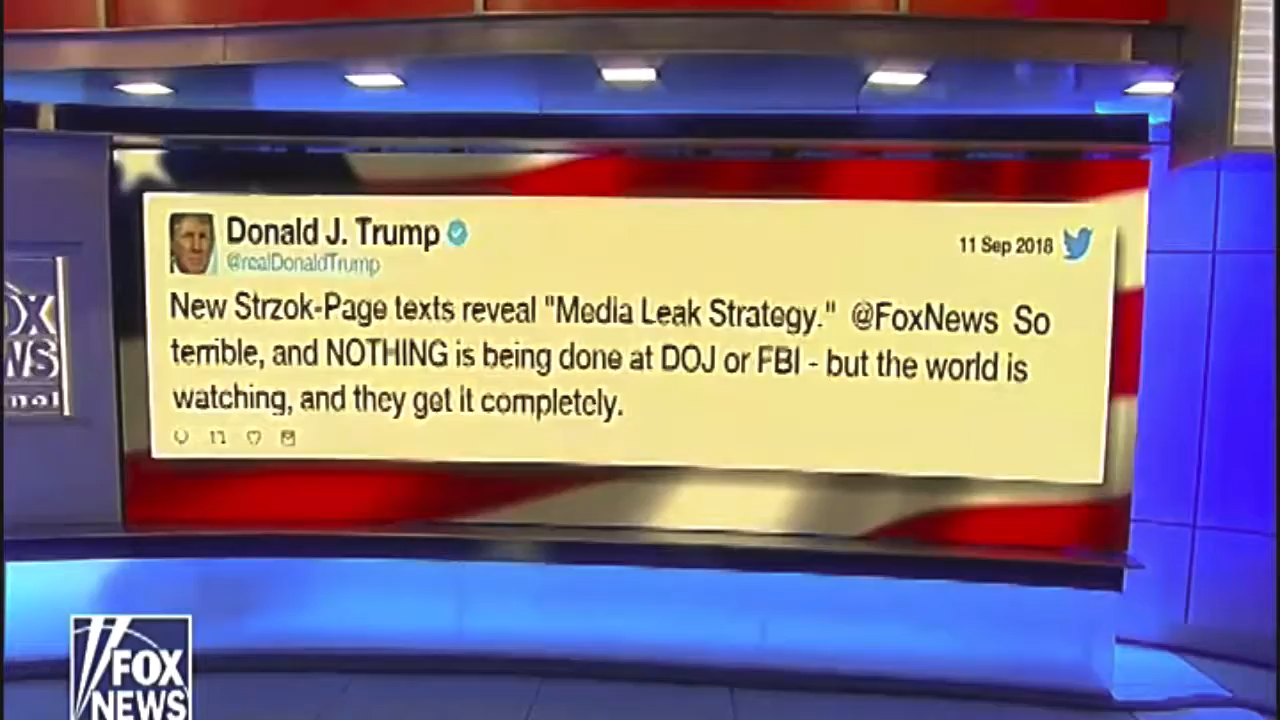 Donald J. Trump
@realDonaldTrump
11 Sep 2018
New Strzok-Page texts reveal "Media Leak Strategy." @FoxNews So
terrible, and NOTHING is being done at DOJ or FBI - but the world is
watching, and they get it completely.
FOX
NEWS